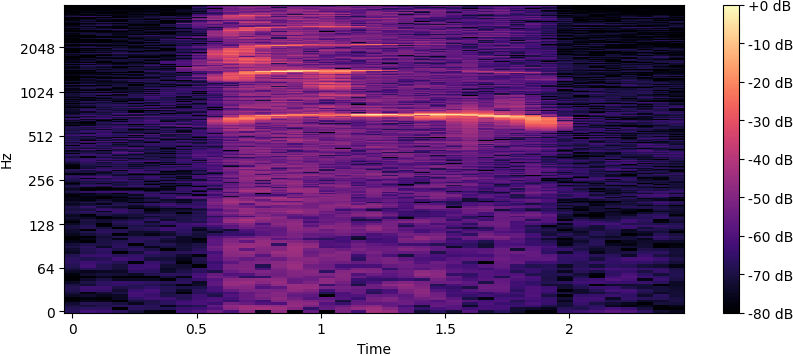 +0 dB
2048
-10 dB
1024
-20 dB
512
-30 dB
Hz
256
-40 dB
128
-50 dB
64
-60 dB
0
-70 dB
-80 dB
0 0.5 1 1.5 2
Time